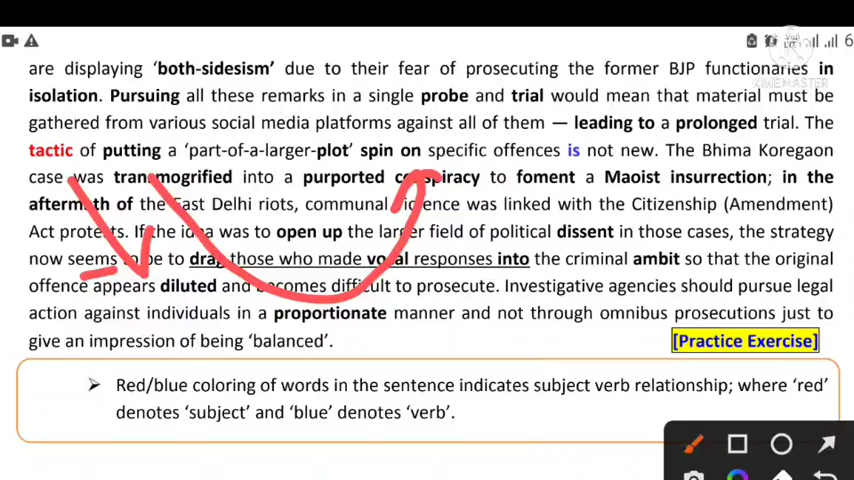 6
KINEMASTER
are displaying ‘both-sidesism’ due to their fear of prosecuting the former BJP functionaries in
isolation. Pursuing all these remarks in a single probe and trial would mean that material must be
gathered from various social media platforms against all of them — leading to a prolonged trial. The
tactic of putting a ‘part-of-a-larger-plot’ spin on specific offences is not new. The Bhima Koregaon
case was transmogrified into a purported conspiracy to foment a Maoist insurrection; in the
aftermath of the East Delhi riots, communal violence was linked with the Citizenship (Amendment)
Act protests. If the idea was to open up the larger field of political dissent in those cases, the strategy
now seems to be to drag those who made vocal responses into the criminal ambit so that the original
offence appears diluted and becomes difficult to prosecute. Investigative agencies should pursue legal
action against individuals in a proportionate manner and not through omnibus prosecutions just to
give an impression of being ‘balanced’. [Practice Exercise]
➤ Red/blue coloring of words in the sentence indicates subject verb relationship; where ‘red’
denotes ‘subject’ and ‘blue’ denotes ‘verb’.